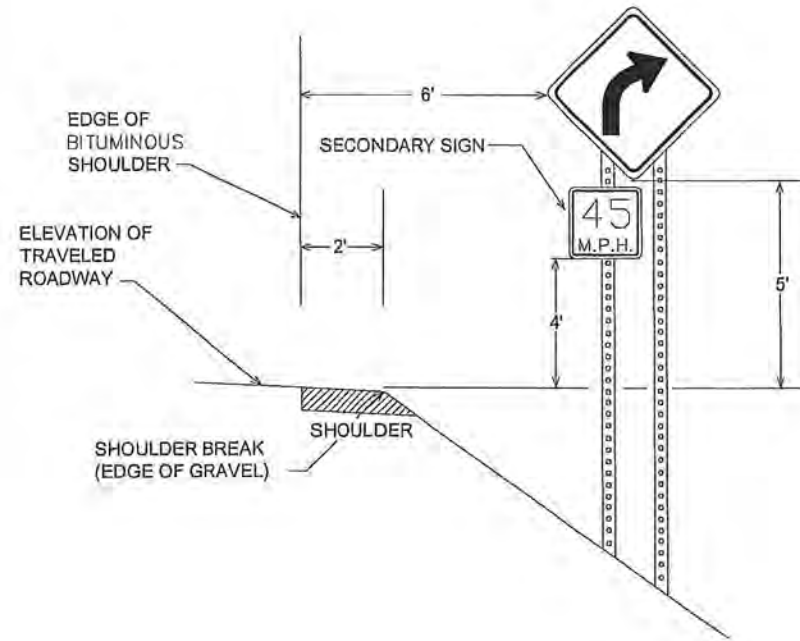 6'
EDGE OF
BITUMINOUS
SHOULDER
SECONDARY SIGN
45
M.P.H.
ELEVATION OF
TRAVELED
ROADWAY
2'
5'
4'
SHOULDER BREAK
(EDGE OF GRAVEL)
SHOULDER